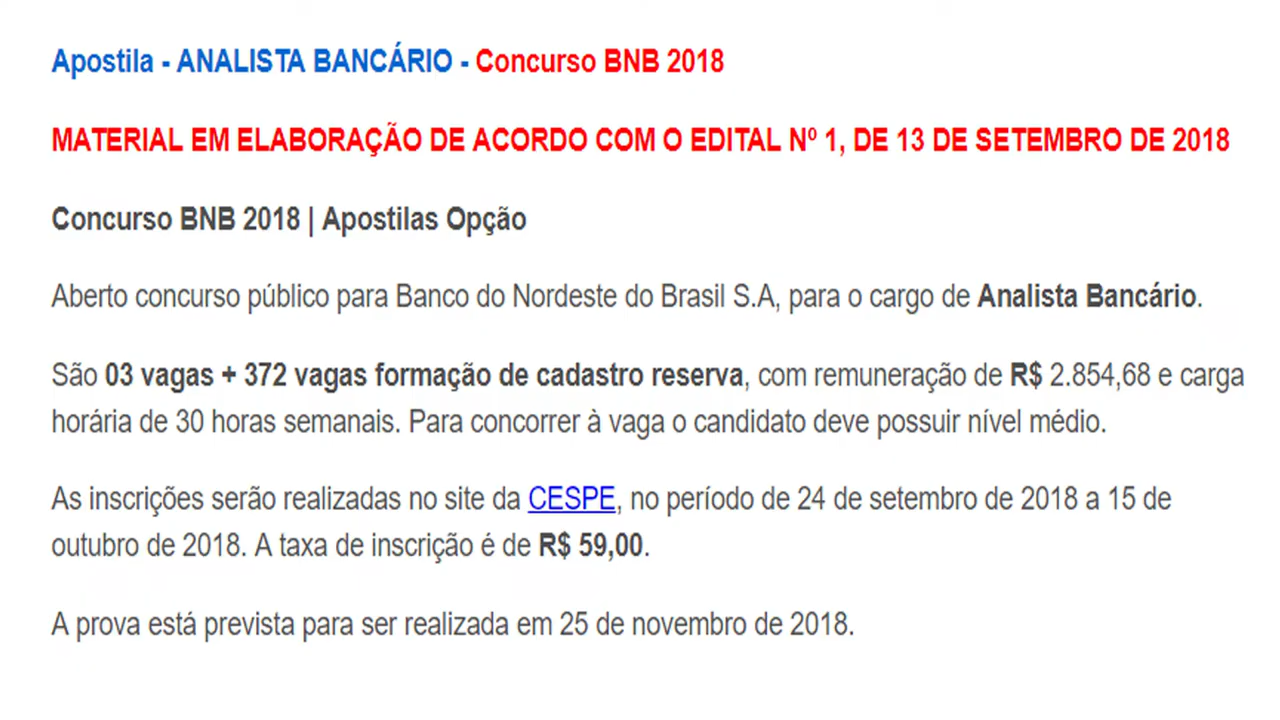 Apostila - ANALISTA BANCÁRIO - Concurso BNB 2018
MATERIAL EM ELABORAÇÃO DE ACORDO COM O EDITAL Nº 1, DE 13 DE SETEMBRO DE 2018
Concurso BNB 2018 | Apostilas Opção
Aberto concurso público para Banco do Nordeste do Brasil S.A, para o cargo de Analista Bancário.
São 03 vagas + 372 vagas formação de cadastro reserva, com remuneração de R$ 2.854,68 e carga
horária de 30 horas semanais. Para concorrer à vaga o candidato deve possuir nível médio.
As inscrições serão realizadas no site da CESPE, no período de 24 de setembro de 2018 a 15 de
outubro de 2018. A taxa de inscrição é de R$ 59,00.
A prova está prevista para ser realizada em 25 de novembro de 2018.